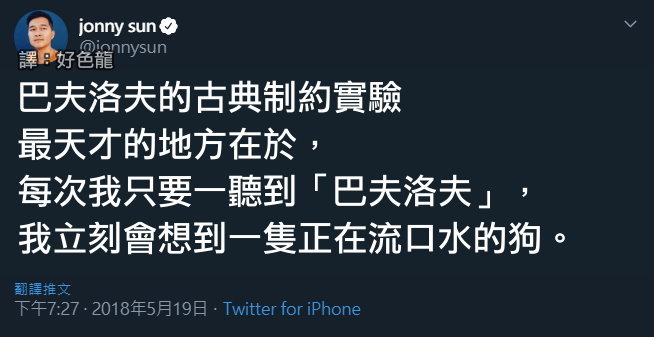 jonny sun
@jonnysun
譯：好色龍
巴夫洛夫的古典制約實驗
最天才的地方在於，
每次我只要一聽到「巴夫洛夫」，
我立刻會想到一隻正在流口水的狗。
翻譯推文
下午7:27 · 2018年5月19日 · Twitter for iPhone